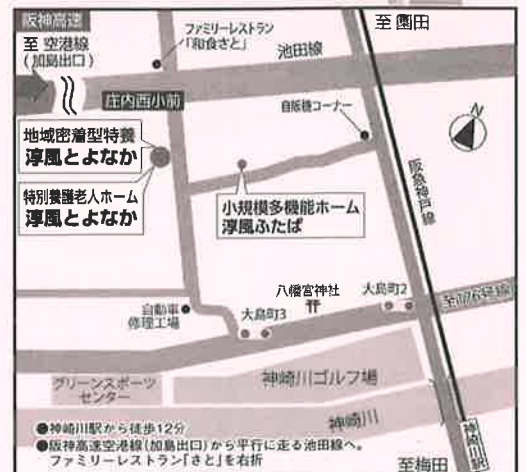 阪神高速
至 空港線
(加島出口)
ファミリーレストラン
「和食さと」
池田線
至 園田
庄内西小前
自販機コーナー
N
地域密着型特養
淳風とよなか
特別養護老人ホーム
淳風とよなか
小規模多機能ホーム
淳風ふたば
阪急神戸線
八幡宮神社
大島町2
至176号線
自動車
修理工場
大島町3
グリーンスポーツ
センター
神崎川ゴルフ場
神崎川
●神崎川駅から徒歩12分
●阪神高速空港線(加島出口)から平行に走る池田線へ。
ファミリーレストラン「さと」を右折
至梅田
神崎川駅